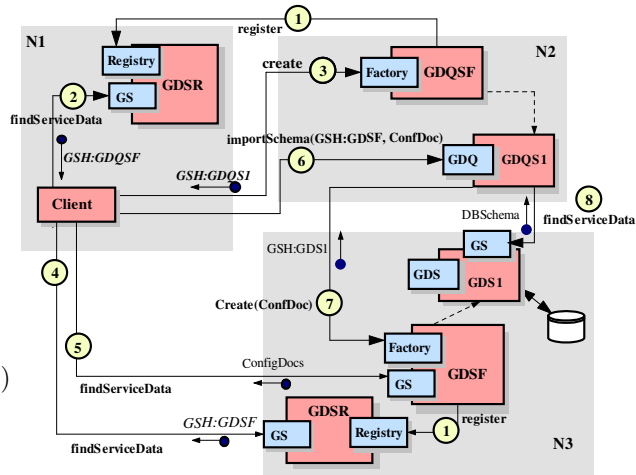 1
register
N1
N2
Registry
GDSR
GS
create
3
Factory
GDQSF
2
findServiceData
GSH:GDQSF
GSH:GDQS1
importSchema(GSH:GDSF, ConfDoc)
6
GDQ
GDQS1
Client
8
findServiceData
DBSchema
GSH:GDS1
GS
GDS
GDS1
4
Create(ConfDoc)
7
5
Factory
GDSF
GS
ConfigDocs
findServiceData
)
GDSR
register
GSH:GDSF
GS
Registry
1
findServiceData
N3